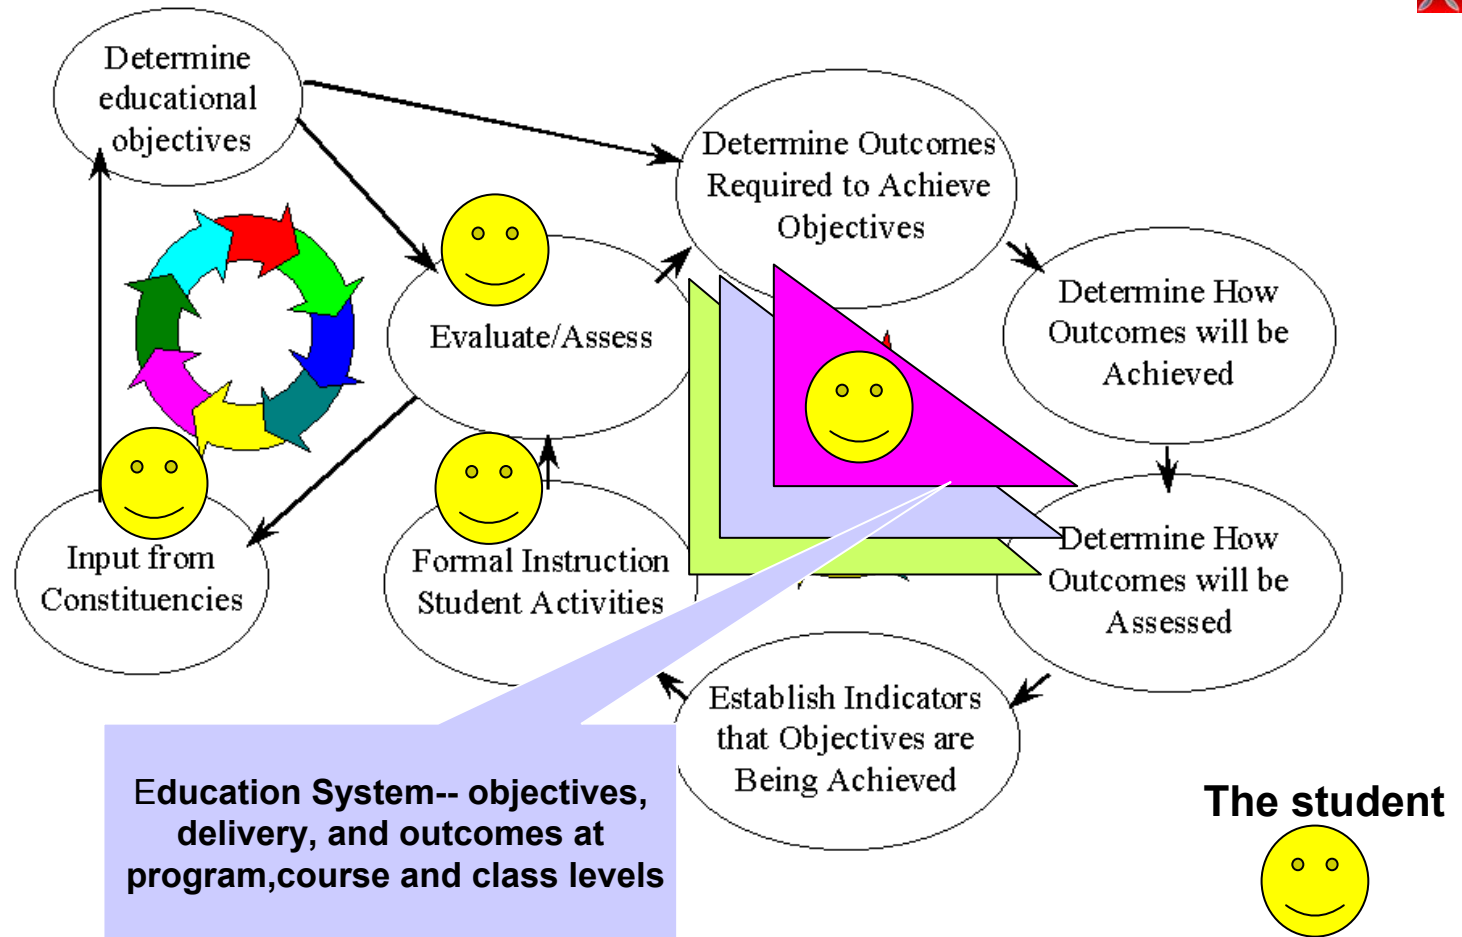 Determine
educational
objectives
Determine Outcomes
Required to Achieve
Objectives
Evaluate/Assess
Determine How
Outcomes will be
Achieved
Input from
Constituencies
Formal Instruction
Student Activities
Determine How
Outcomes will be
Assessed
Establish Indicators
that Objectives are
Being Achieved
Education System-- objectives,
delivery, and outcomes at
program,course and class levels
The student